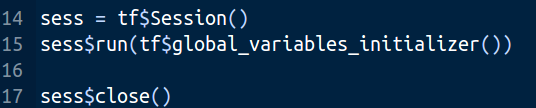 14 sess = tf$Session()
15 sess$run(tf$global_variables_initializer())
16
17 sess$close()